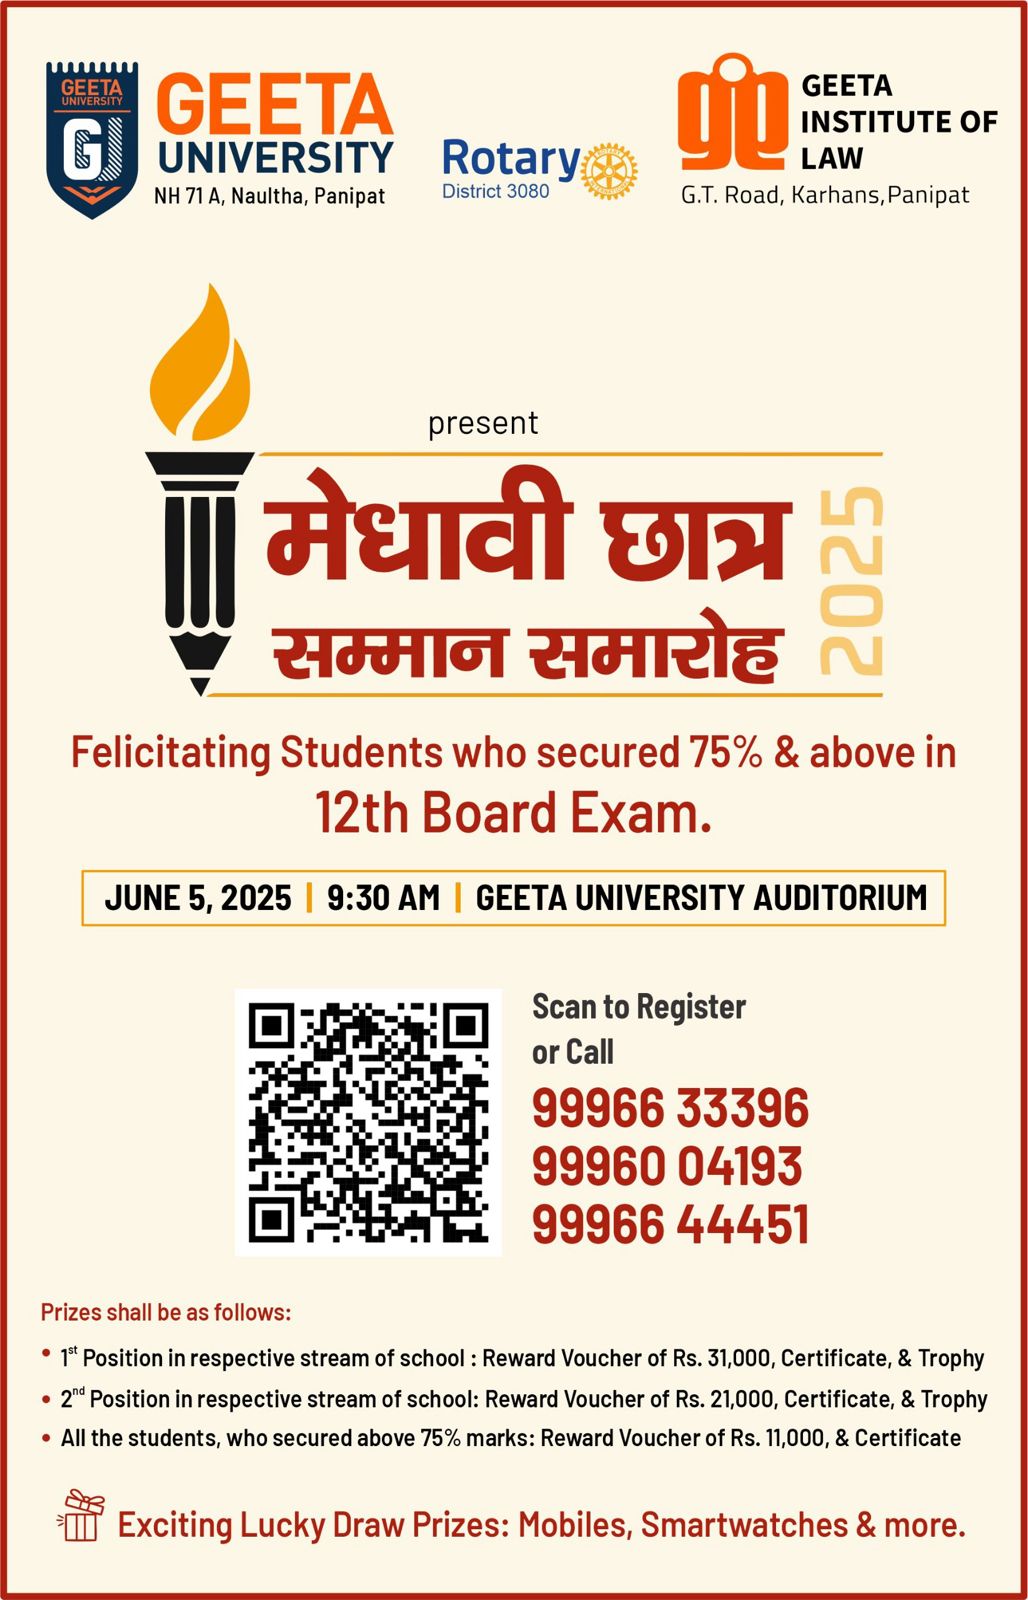 GEETA
UNIVERSITY
GI
GEETA
UNIVERSITY
NH 71 A, Naultha, Panipat
Rotary
District 3080
ROTARY
INTERNATIONAL
GEETA
INSTITUTE OF
LAW
G.T. Road, Karhans,Panipat
present
मेधावी छात्र
सम्मान समारोह
2025
Felicitating Students who secured 75% & above in
12th Board Exam.
JUNE 5, 2025 | 9:30 AM | GEETA UNIVERSITY AUDITORIUM
Scan to Register
or Call
99966 33396
99960 04193
99966 44451
Prizes shall be as follows:
• 1st Position in respective stream of school : Reward Voucher of Rs. 31,000, Certificate, & Trophy
• 2nd Position in respective stream of school: Reward Voucher of Rs. 21,000, Certificate, & Trophy
• All the students, who secured above 75% marks: Reward Voucher of Rs. 11,000, & Certificate
Exciting Lucky Draw Prizes: Mobiles, Smartwatches & more.